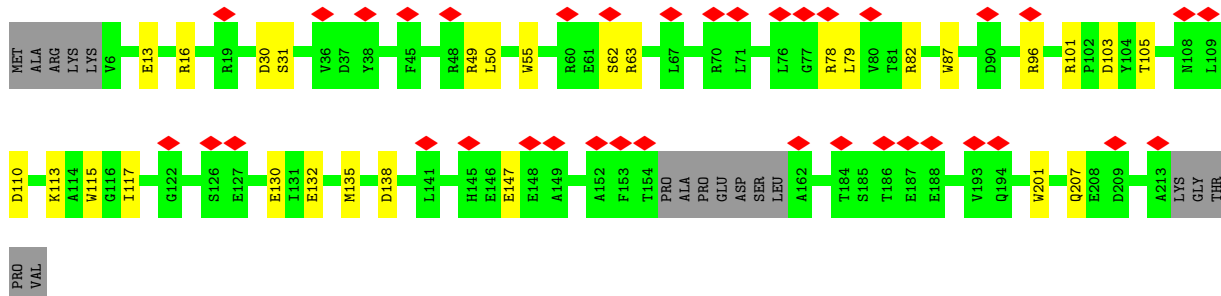 MET ALA ARG LYS LYS V6 E13 R16 R19 D30 S31 V36 D37 Y38 F45 R48 R49 L50 W55 R60 E61 S62 R63 L67 R70 L71 L76 G77 R78 L79 V80 T81 R82 W87 D90 R96 R101 P102 D103 Y104 T105 N108 L109
D110 K113 A114 W115 G116 I117 G122 S126 E127 E130 I131 E132 M135 D138 L141 H145 E146 E147 E148 A149 A152 F153 T154 PRO ALA PRO GLU ASP SER LEU A162 T184 S185 T186 E187 E188 V193 Q194 W201 Q207 E208 D209 A213 LYS GLY THR
PRO VAL